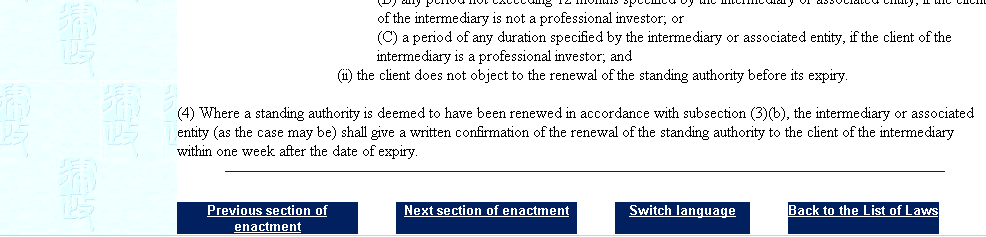 (D) any period not exceeding 12 months specified by the intermediary or associated entity, if the client
of the intermediary is not a professional investor; or
(C) a period of any duration specified by the intermediary or associated entity, if the client of the
intermediary is a professional investor; and
(ii) the client does not object to the renewal of the standing authority before its expiry.
(4) Where a standing authority is deemed to have been renewed in accordance with subsection (3)(b), the intermediary or associated
entity (as the case may be) shall give a written confirmation of the renewal of the standing authority to the client of the intermediary
within one week after the date of expiry.
Previous section of
enactment
Next section of enactment
Switch language
Back to the List of Laws